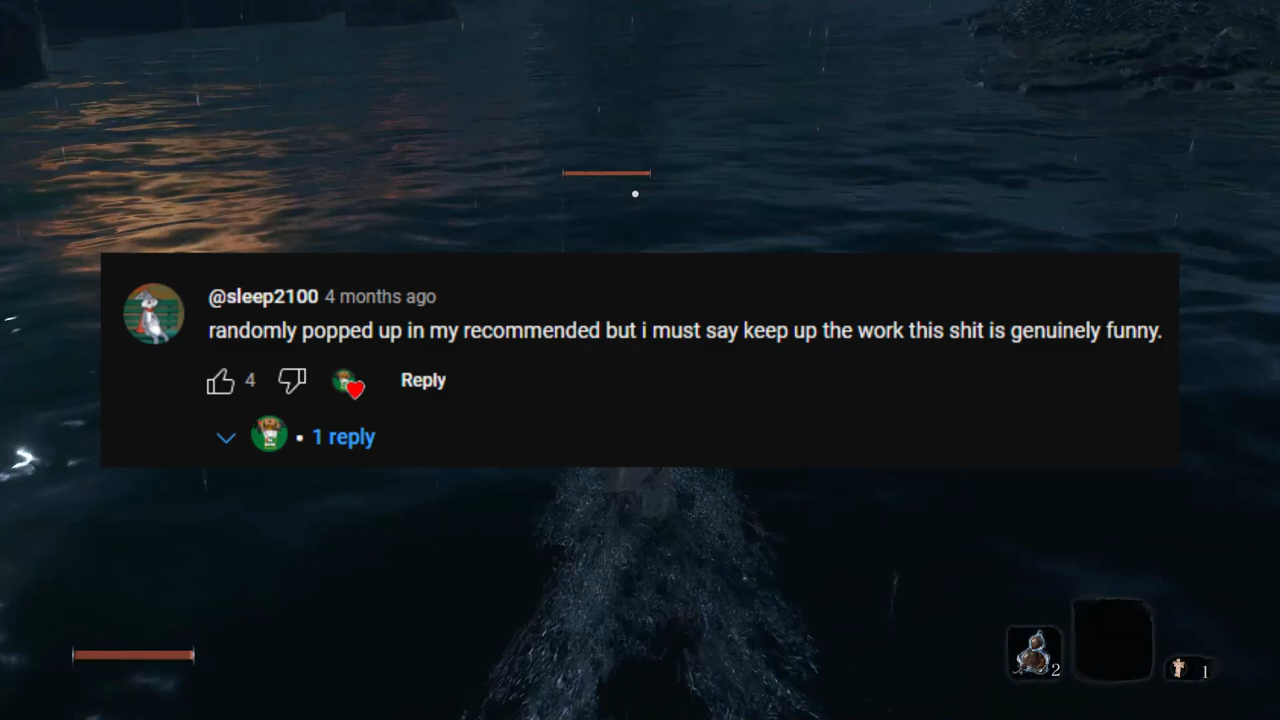 @sleep2100 4 months ago
randomly popped up in my recommended but i must say keep up the work this shit is genuinely funny.
4 Reply
• 1 reply
2
1